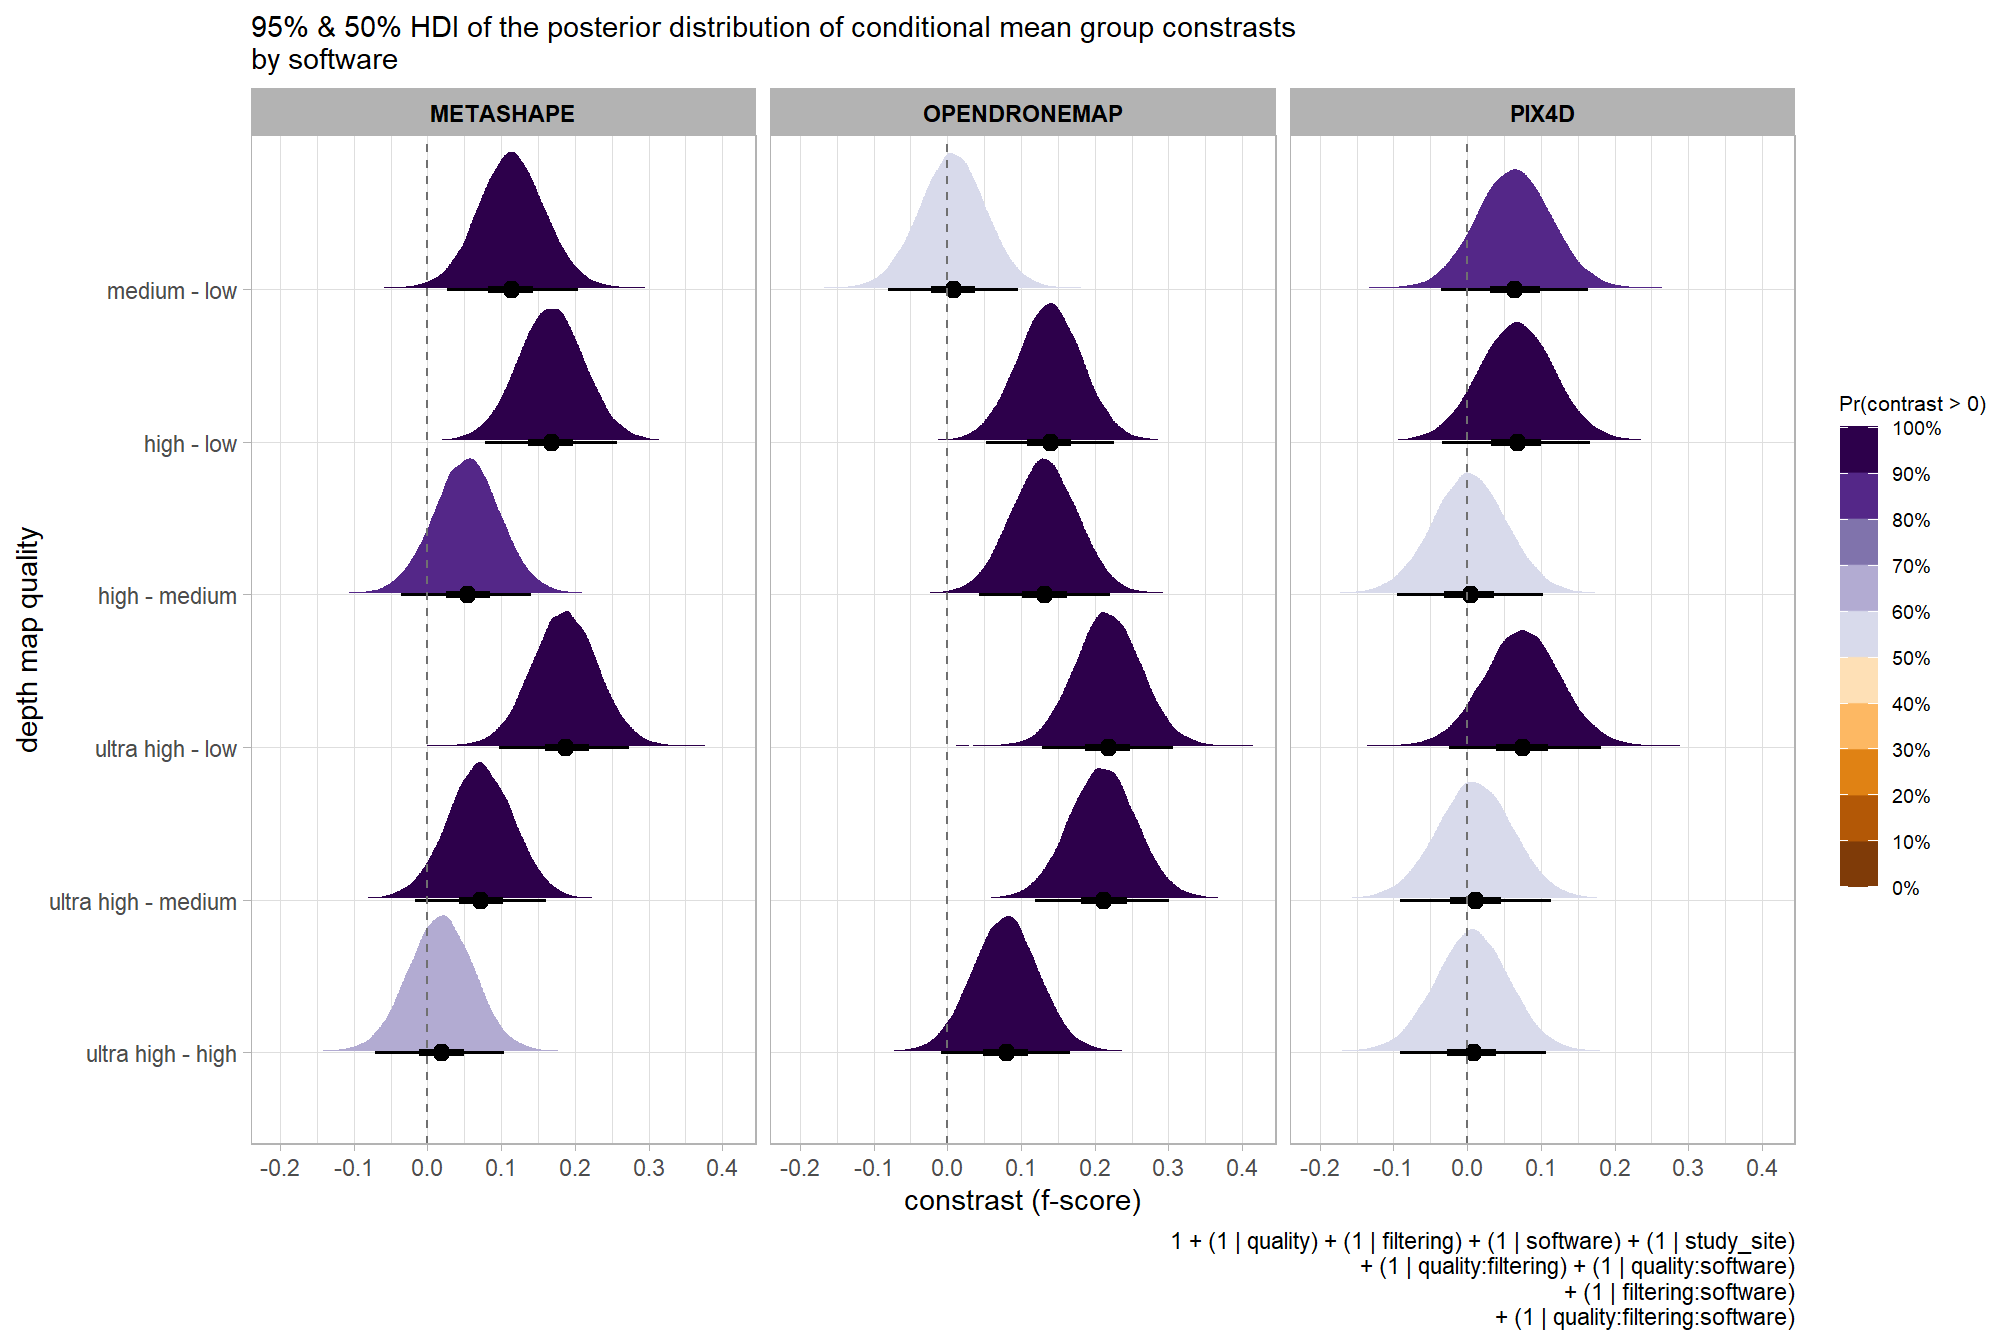 95% & 50% HDI of the posterior distribution of conditional mean group constrasts
by software
METASHAPE
OPENDRONEMAP
PIX4D
depth map quality
medium - low
high - low
high - medium
ultra high - low
ultra high - medium
ultra high - high
-0.2 -0.1 0.0 0.1 0.2 0.3 0.4
-0.2 -0.1 0.0 0.1 0.2 0.3 0.4
-0.2 -0.1 0.0 0.1 0.2 0.3 0.4
constrast (f-score)
Pr(contrast > 0)
100%
90%
80%
70%
60%
50%
40%
30%
20%
10%
0%
1 + (1 | quality) + (1 | filtering) + (1 | software) + (1 | study_site)
+ (1 | quality:filtering) + (1 | quality:software)
+ (1 | filtering:software)
+ (1 | quality:filtering:software)